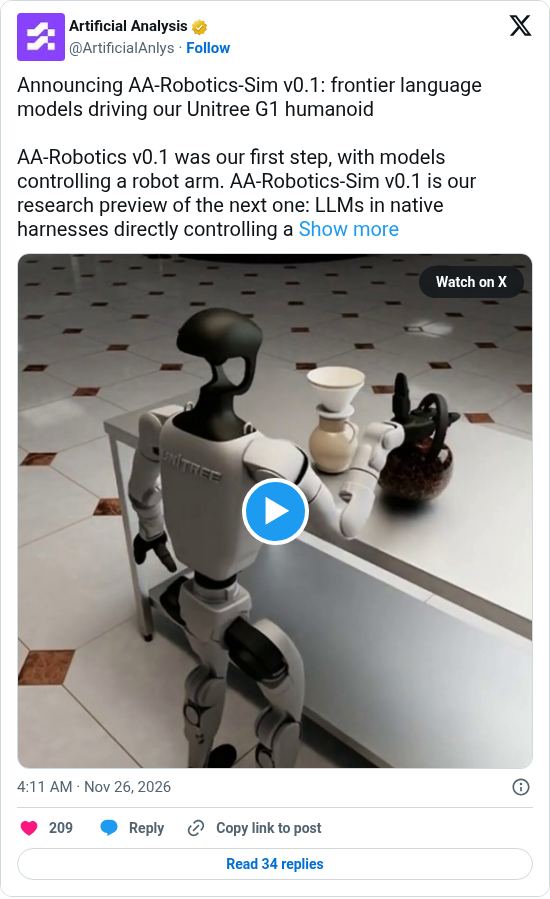 Artificial Analysis
@ArtificialAnlys · Follow
Announcing AA-Robotics-Sim v0.1: frontier language
models driving our Unitree G1 humanoid
AA-Robotics v0.1 was our first step, with models
controlling a robot arm. AA-Robotics-Sim v0.1 is our
research preview of the next one: LLMs in native
harnesses directly controlling a Show more
Watch on X
UNITREE
4:11 AM · Nov 26, 2026
209 Reply Copy link to post
Read 34 replies